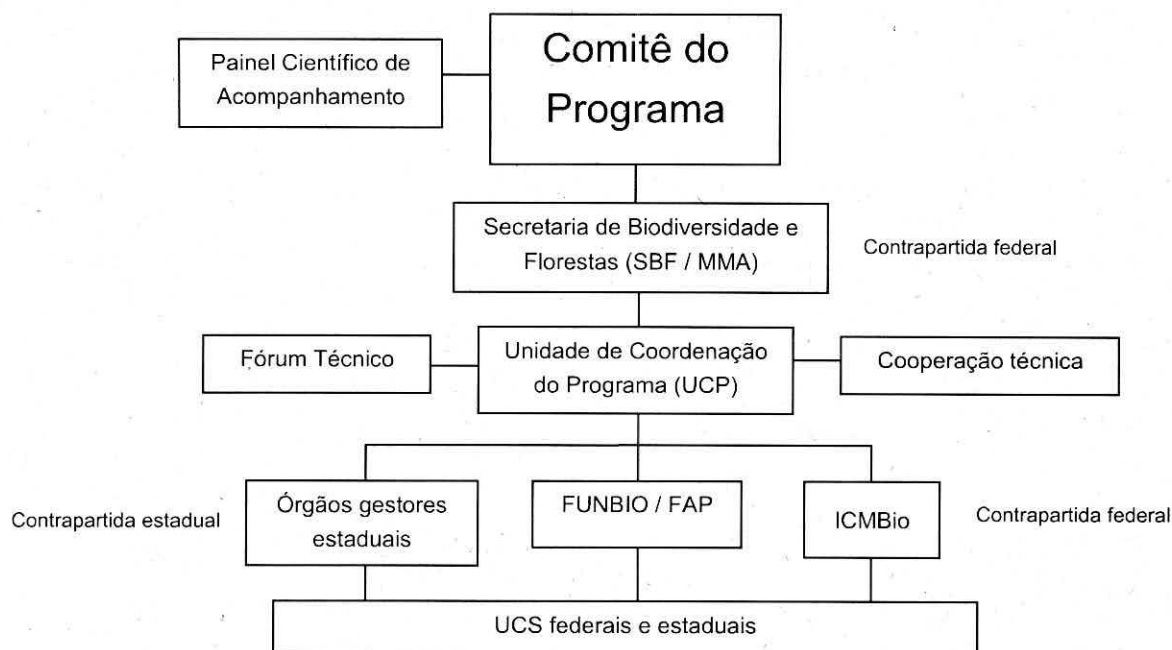 Painel Científico de
Acompanhamento
Comitê do
Programa
Secretaria de Biodiversidade e
Florestas (SBF / MMA)
Contrapartida federal
Fórum Técnico
Unidade de Coordenação
do Programa (UCP)
Cooperação técnica
Contrapartida estadual
Órgãos gestores
estaduais
FUNBIO / FAP
ICMBio
Contrapartida federal
UCS federais e estaduais